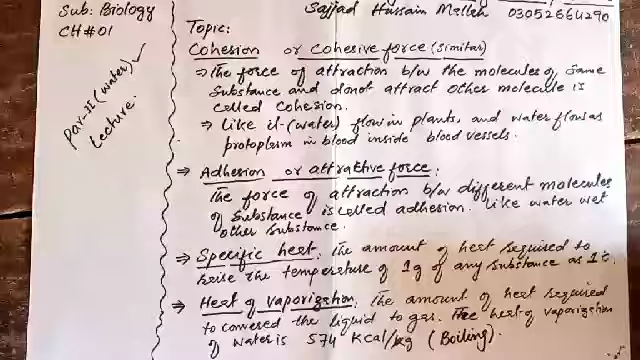 Sub: Biology
CH#01
Par-II (water)
Lecture.
Sajjad Hussain Mallah 03052664290
Topic:
Cohesion or cohesive force (similar)
→ The force of attraction b/w the molecules of same
substance and donot attract other molecule is
called cohesion.
→ Like it (water) flow in plants, and water flow as
protoplasm in blood inside blood vessels.
→ Adhesion or attraktive force:
The force of attraction b/w different molecules
of substance is called adhesion. Like water wet
other substance.
→ Specific heat: The amount of heat required to
raise the temperature of 1g of any substance as 1°c.
→ Heat of vaporization: The amount of heat required
to convered the liquid to gas. The heat of vaporization
of water is 574 Kcal/kg (Boiling).